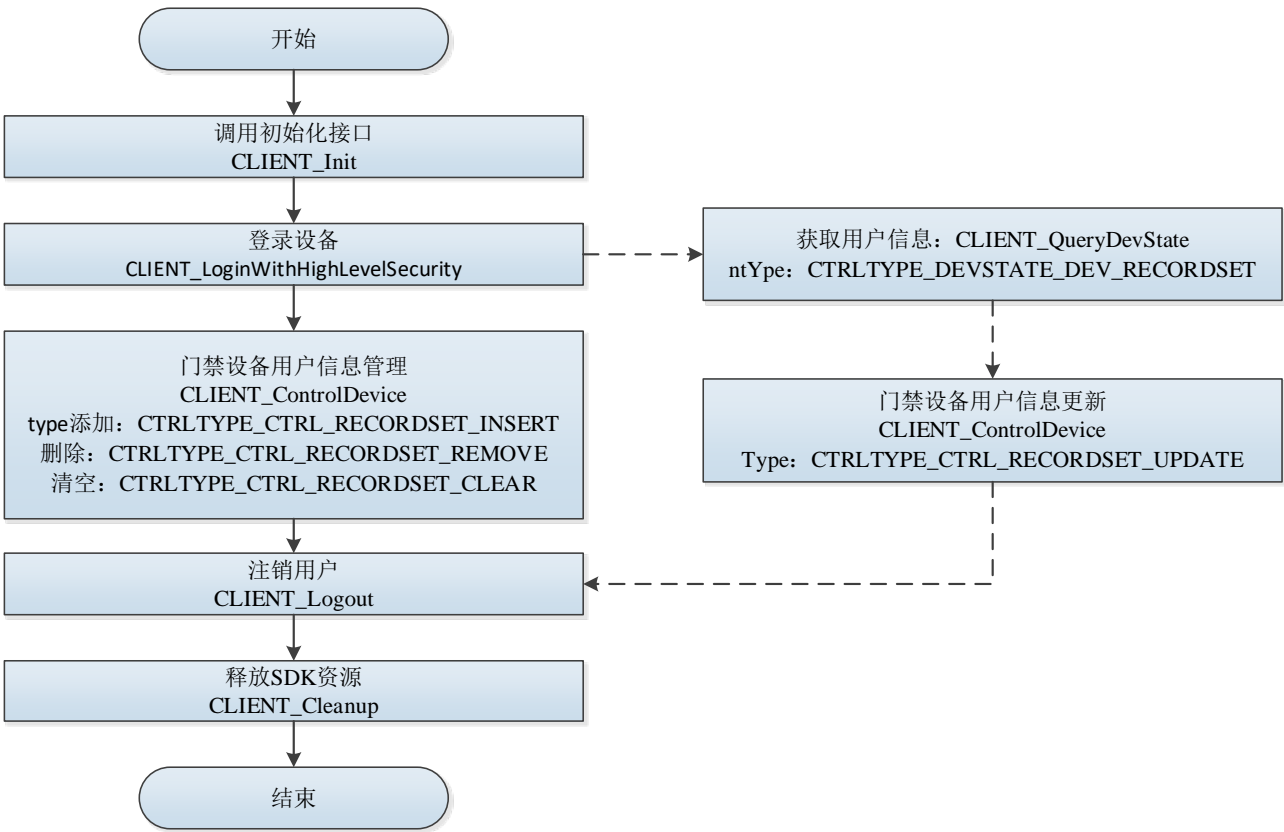 开始
调用初始化接口
CLIENT_Init
登录设备
CLIENT_LoginWithHighLevelSecurity
获取用户信息：CLIENT_QueryDevState
ntYpe：CTRLTYPE_DEVSTATE_DEV_RECORDSET
门禁设备用户信息管理
CLIENT_ControlDevice
type添加：CTRLTYPE_CTRL_RECORDSET_INSERT
删除：CTRLTYPE_CTRL_RECORDSET_REMOVE
清空：CTRLTYPE_CTRL_RECORDSET_CLEAR
门禁设备用户信息更新
CLIENT_ControlDevice
Type：CTRLTYPE_CTRL_RECORDSET_UPDATE
注销用户
CLIENT_Logout
释放SDK资源
CLIENT_Cleanup
结束